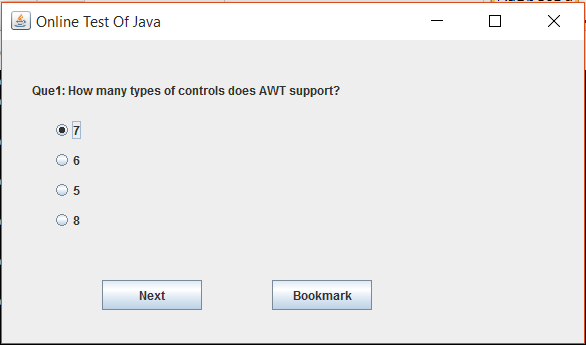 Online Test Of Java
Que1: How many types of controls does AWT support?
7
6
5
8
Next Bookmark